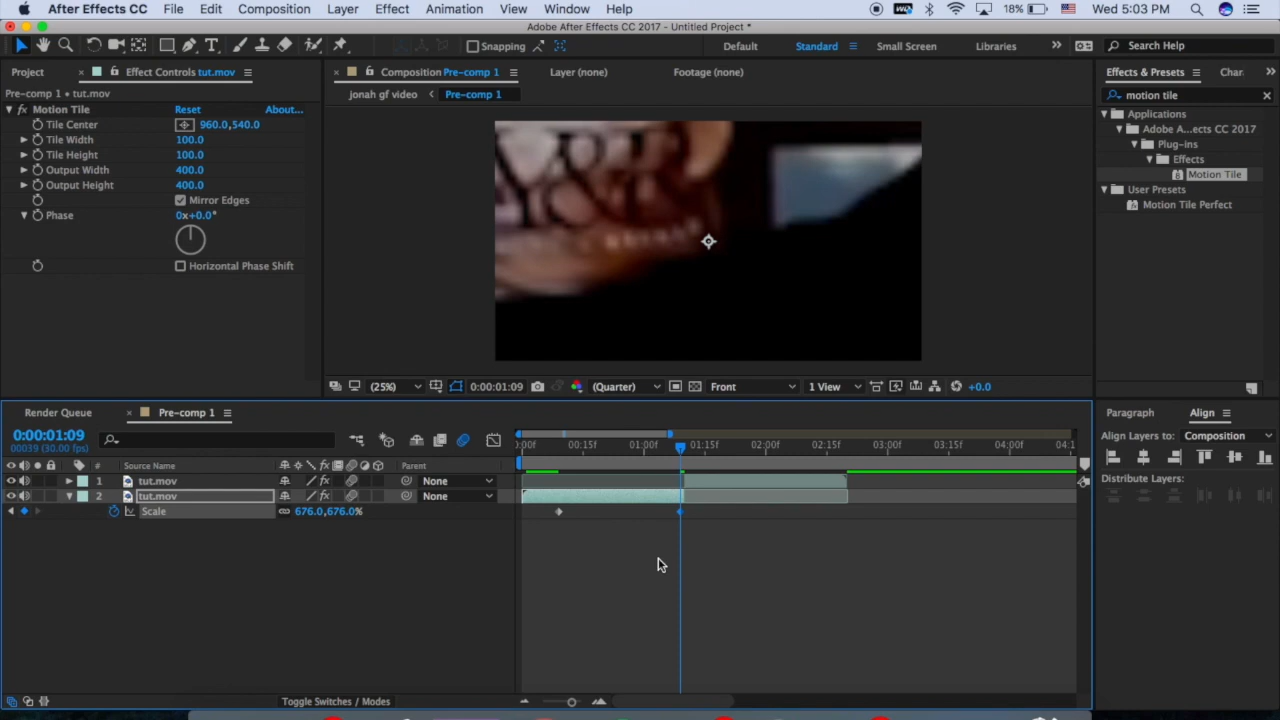 After Effects CC File Edit Composition Layer Effect Animation View Window Help 18% Wed 5:03 PM
Adobe After Effects CC 2017 - Untitled Project *
Snapping Default Standard Small Screen Libraries Search Help
Project Effect Controls tut.mov Composition Pre-comp 1 Layer (none) Footage (none) Effects & Presets Char
Pre-comp 1 • tut.mov jonah gf video Pre-comp 1 motion tile
fx Motion Tile Reset About...
Tile Center 960.0,540.0
Tile Width 100.0
Tile Height 100.0
Output Width 400.0
Output Height 400.0
Mirror Edges
Phase 0x+0.0°
Horizontal Phase Shift
Applications
Adobe A...ects CC 2017
Plug-ins
Effects
Motion Tile
User Presets
Motion Tile Perfect
(25%) 0:00:01:09 (Quarter) Front 1 View +0.0
Render Queue Pre-comp 1 Paragraph Align
0:00:01:09
00039 (30.00 fps)
:00f 00:15f 01:00f 01:15f 02:00f 02:15f 03:00f 03:15f 04:00f 04:1
Align Layers to: Composition
# Source Name fx Parent
1 tut.mov fx None
2 tut.mov fx None
Scale 676.0,676.0%
Distribute Layers:
Toggle Switches / Modes